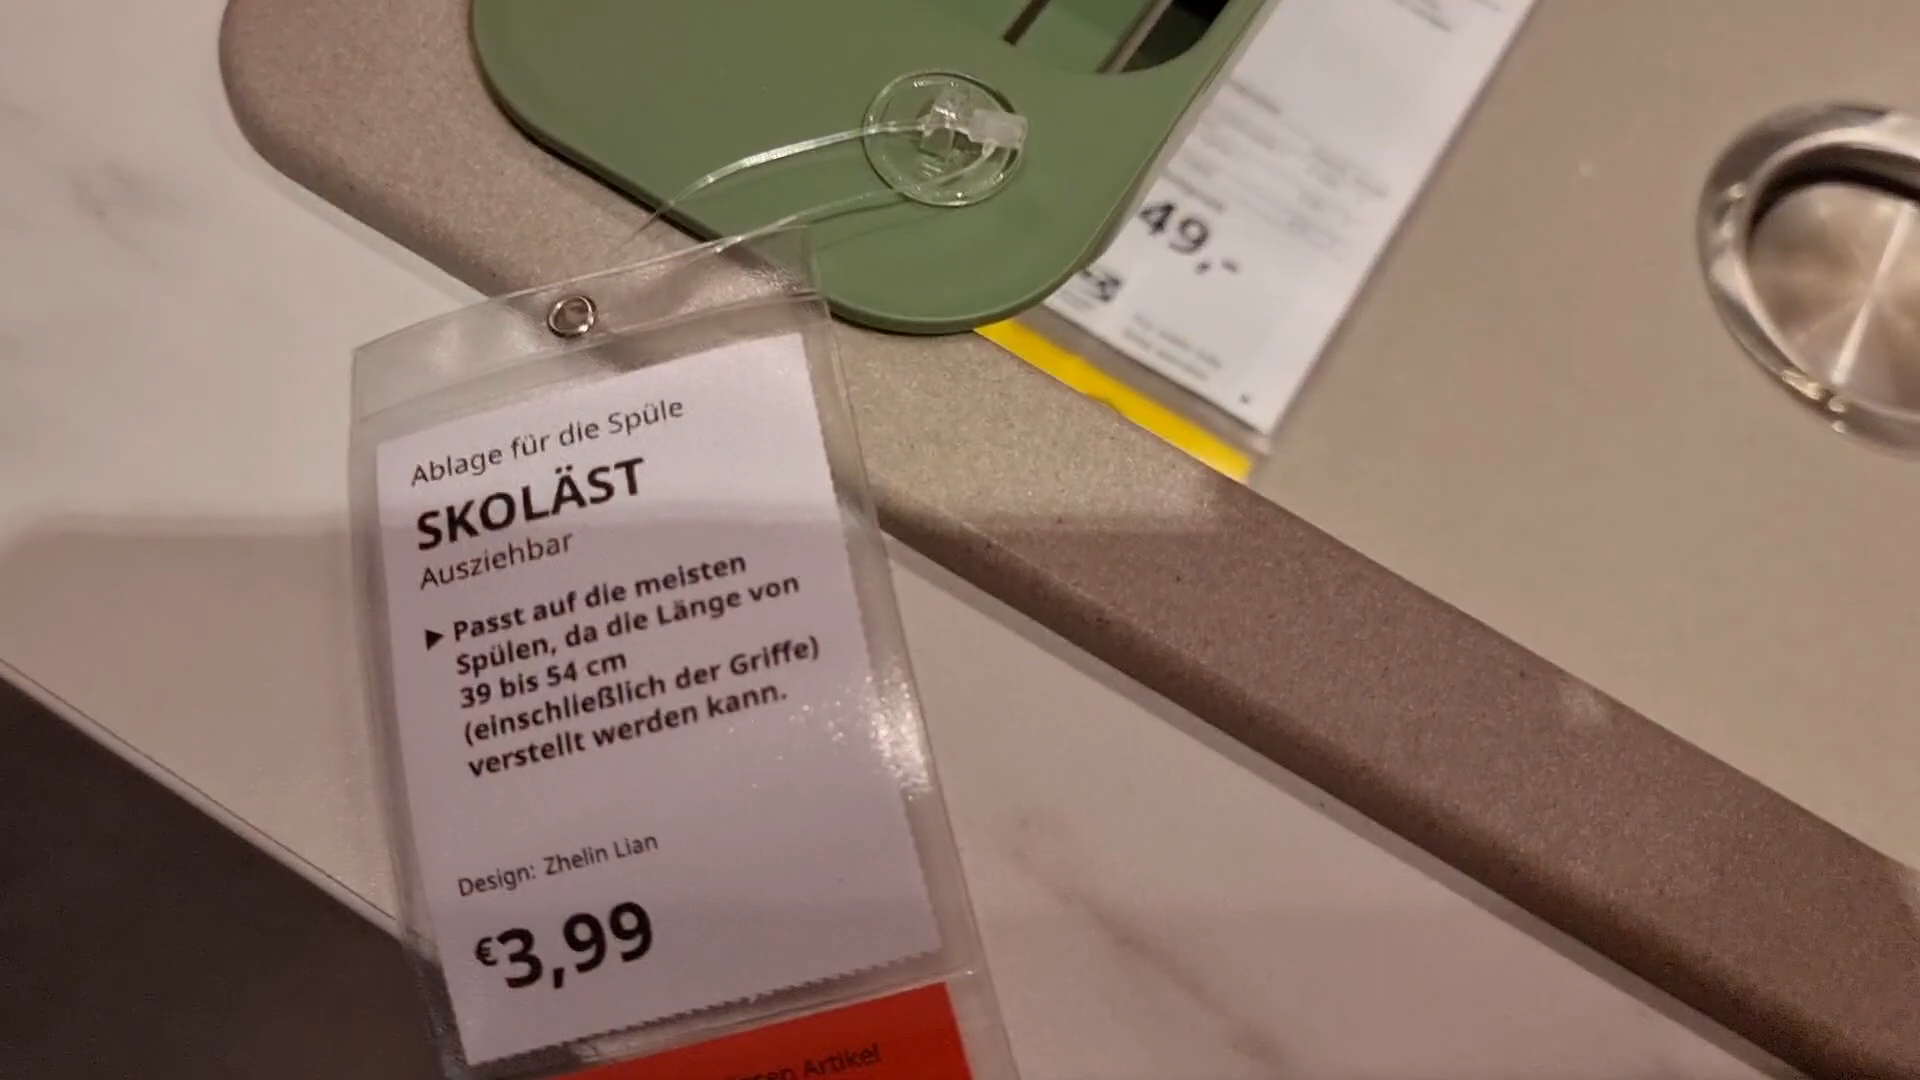 Ablage für die Spüle
SKOLÄST
Ausziehbar
▶ Passt auf die meisten
Spülen, da die Länge von
39 bis 54 cm
(einschließlich der Griffe)
verstellt werden kann.
Design: Zhelin Lian
€3,99
Artikel
49,-